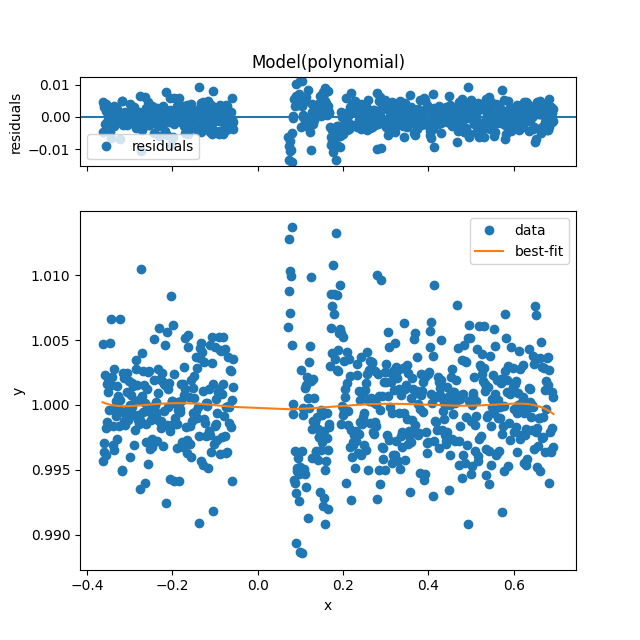 Model(polynomial)
0.01
0.00
−0.01
residuals
residuals
data
best-fit
1.010
1.005
1.000
0.995
0.990
y
−0.4
−0.2
0.0
0.2
0.4
0.6
x